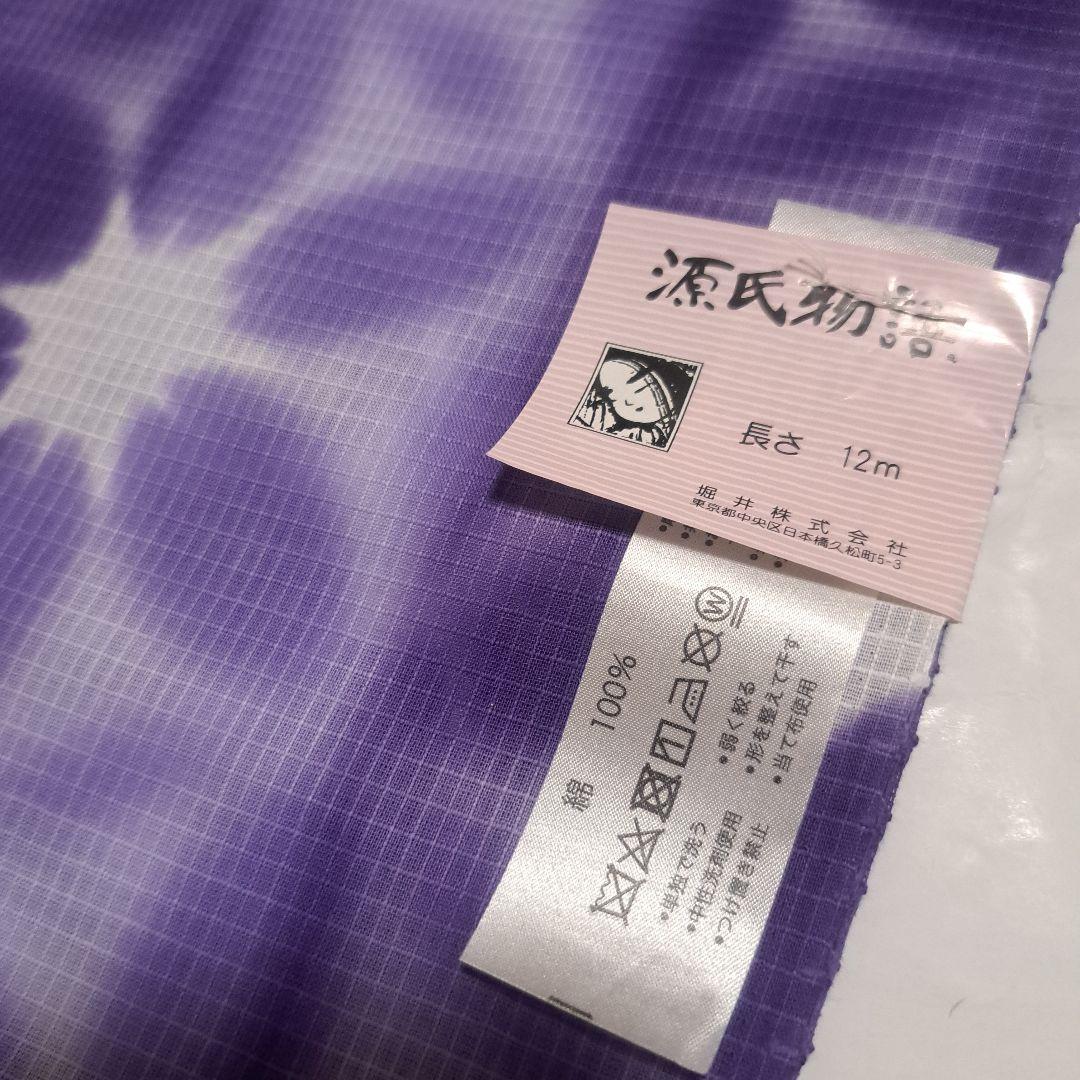 源氏物語
長さ 12m
堀井株式会社
東京都中央区日本橋久松町5-3
綿 100%
W
•単独で洗う
•中性洗剤使用
•つけ置き禁止
•弱く絞る
•形を整えて干す
•当て布使用